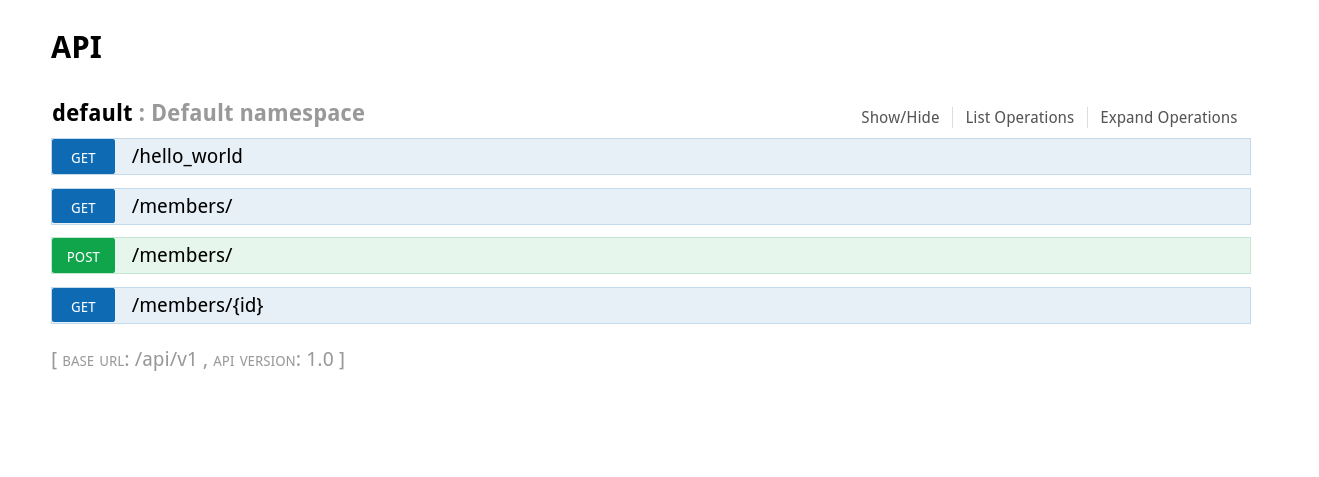 API
default : Default namespace Show/Hide List Operations Expand Operations
GET /hello_world
GET /members/
POST /members/
GET /members/{id}
[ BASE URL: /api/v1 , API VERSION: 1.0 ]